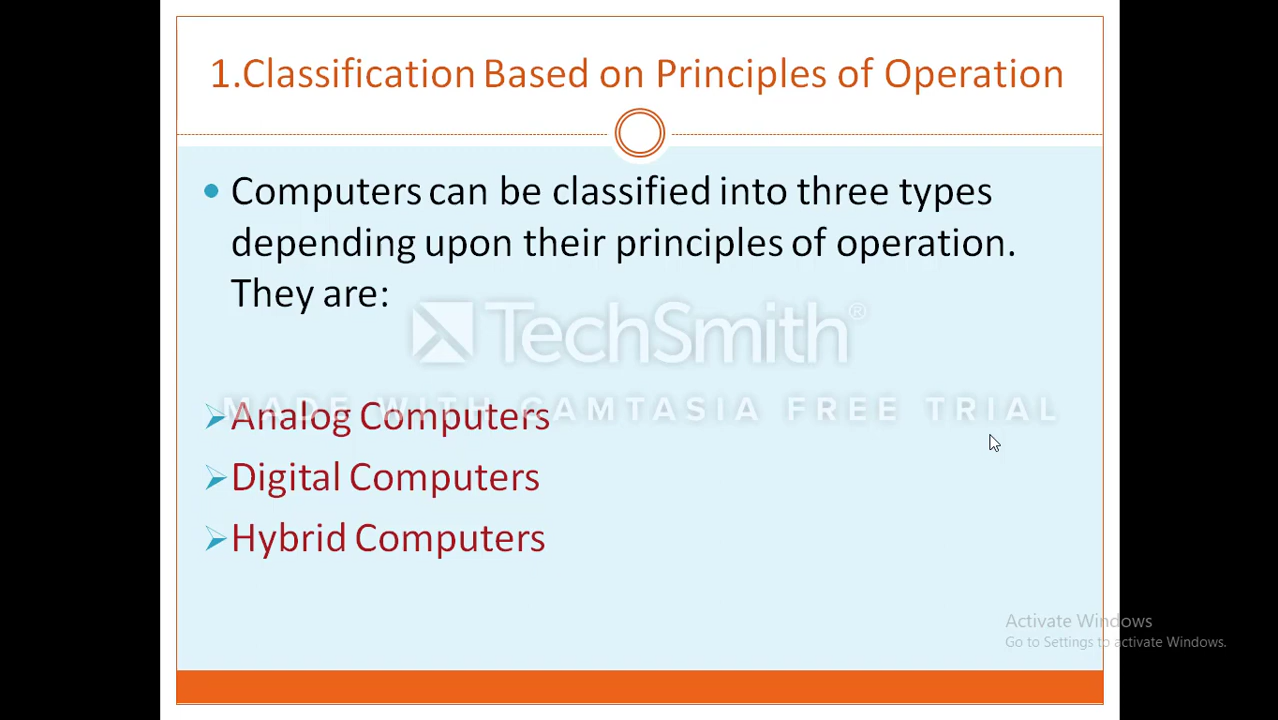 1.Classification Based on Principles of Operation
Computers can be classified into three types
depending upon their principles of operation.
They are:
TechSmith®
MADE WITH CAMTASIA FREE TRIAL
Analog Computers
Digital Computers
Hybrid Computers
Activate Windows
Go to Settings to activate Windows.